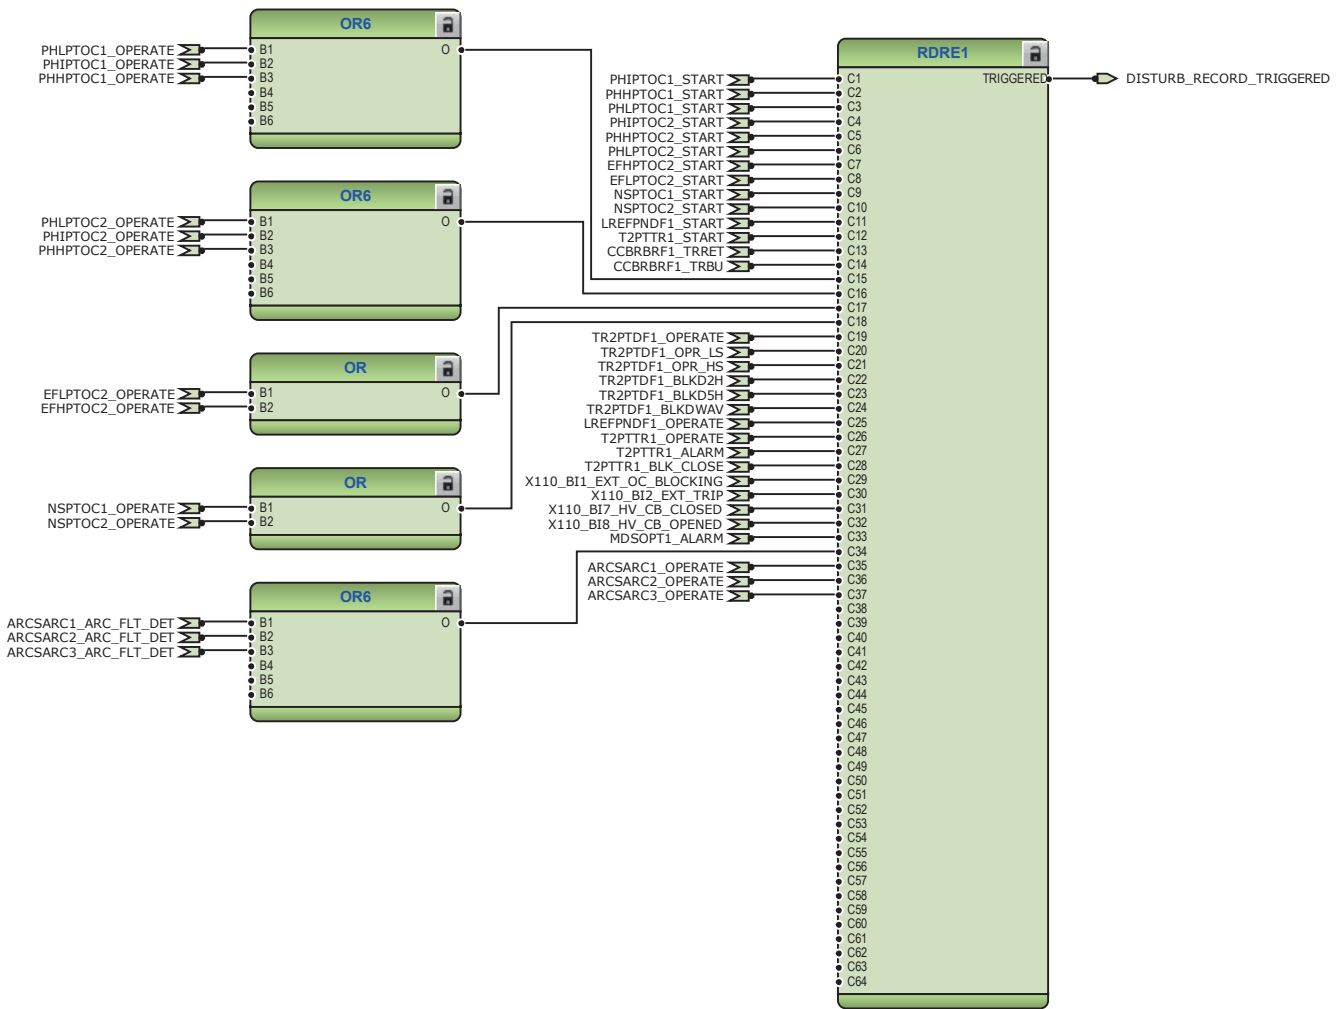 OR6
PHLPTOC1_OPERATE B1 O
PHIPTOC1_OPERATE B2
PHHPTOC1_OPERATE B3
B4
B5
B6
OR6
PHLPTOC2_OPERATE B1 O
PHIPTOC2_OPERATE B2
PHHPTOC2_OPERATE B3
B4
B5
B6
OR
EFLPTOC2_OPERATE B1 O
EFHPTOC2_OPERATE B2
OR
NSPTOC1_OPERATE B1 O
NSPTOC2_OPERATE B2
OR6
ARCSARC1_ARC_FLT_DET B1 O
ARCSARC2_ARC_FLT_DET B2
ARCSARC3_ARC_FLT_DET B3
B4
B5
B6
RDRE1
PHIPTOC1_START C1 TRIGGERED DISTURB_RECORD_TRIGGERED
PHHPTOC1_START C2
PHLPTOC1_START C3
PHIPTOC2_START C4
PHHPTOC2_START C5
PHLPTOC2_START C6
EFHPTOC2_START C7
EFLPTOC2_START C8
NSPTOC1_START C9
NSPTOC2_START C10
LREFPNDF1_START C11
T2PTTR1_START C12
CCBRBRF1_TRRET C13
CCBRBRF1_TRBU C14
C15
C16
C17
C18
TR2PTDF1_OPERATE C19
TR2PTDF1_OPR_LS C20
TR2PTDF1_OPR_HS C21
TR2PTDF1_BLKD2H C22
TR2PTDF1_BLKD5H C23
TR2PTDF1_BLKDWAV C24
LREFPNDF1_OPERATE C25
T2PTTR1_OPERATE C26
T2PTTR1_ALARM C27
T2PTTR1_BLK_CLOSE C28
X110_BI1_EXT_OC_BLOCKING C29
X110_BI2_EXT_TRIP C30
X110_BI7_HV_CB_CLOSED C31
X110_BI8_HV_CB_OPENED C32
MDSOPT1_ALARM C33
C34
ARCSARC1_OPERATE C35
ARCSARC2_OPERATE C36
ARCSARC3_OPERATE C37
C38
C39
C40
C41
C42
C43
C44
C45
C46
C47
C48
C49
C50
C51
C52
C53
C54
C55
C56
C57
C58
C59
C60
C61
C62
C63
C64